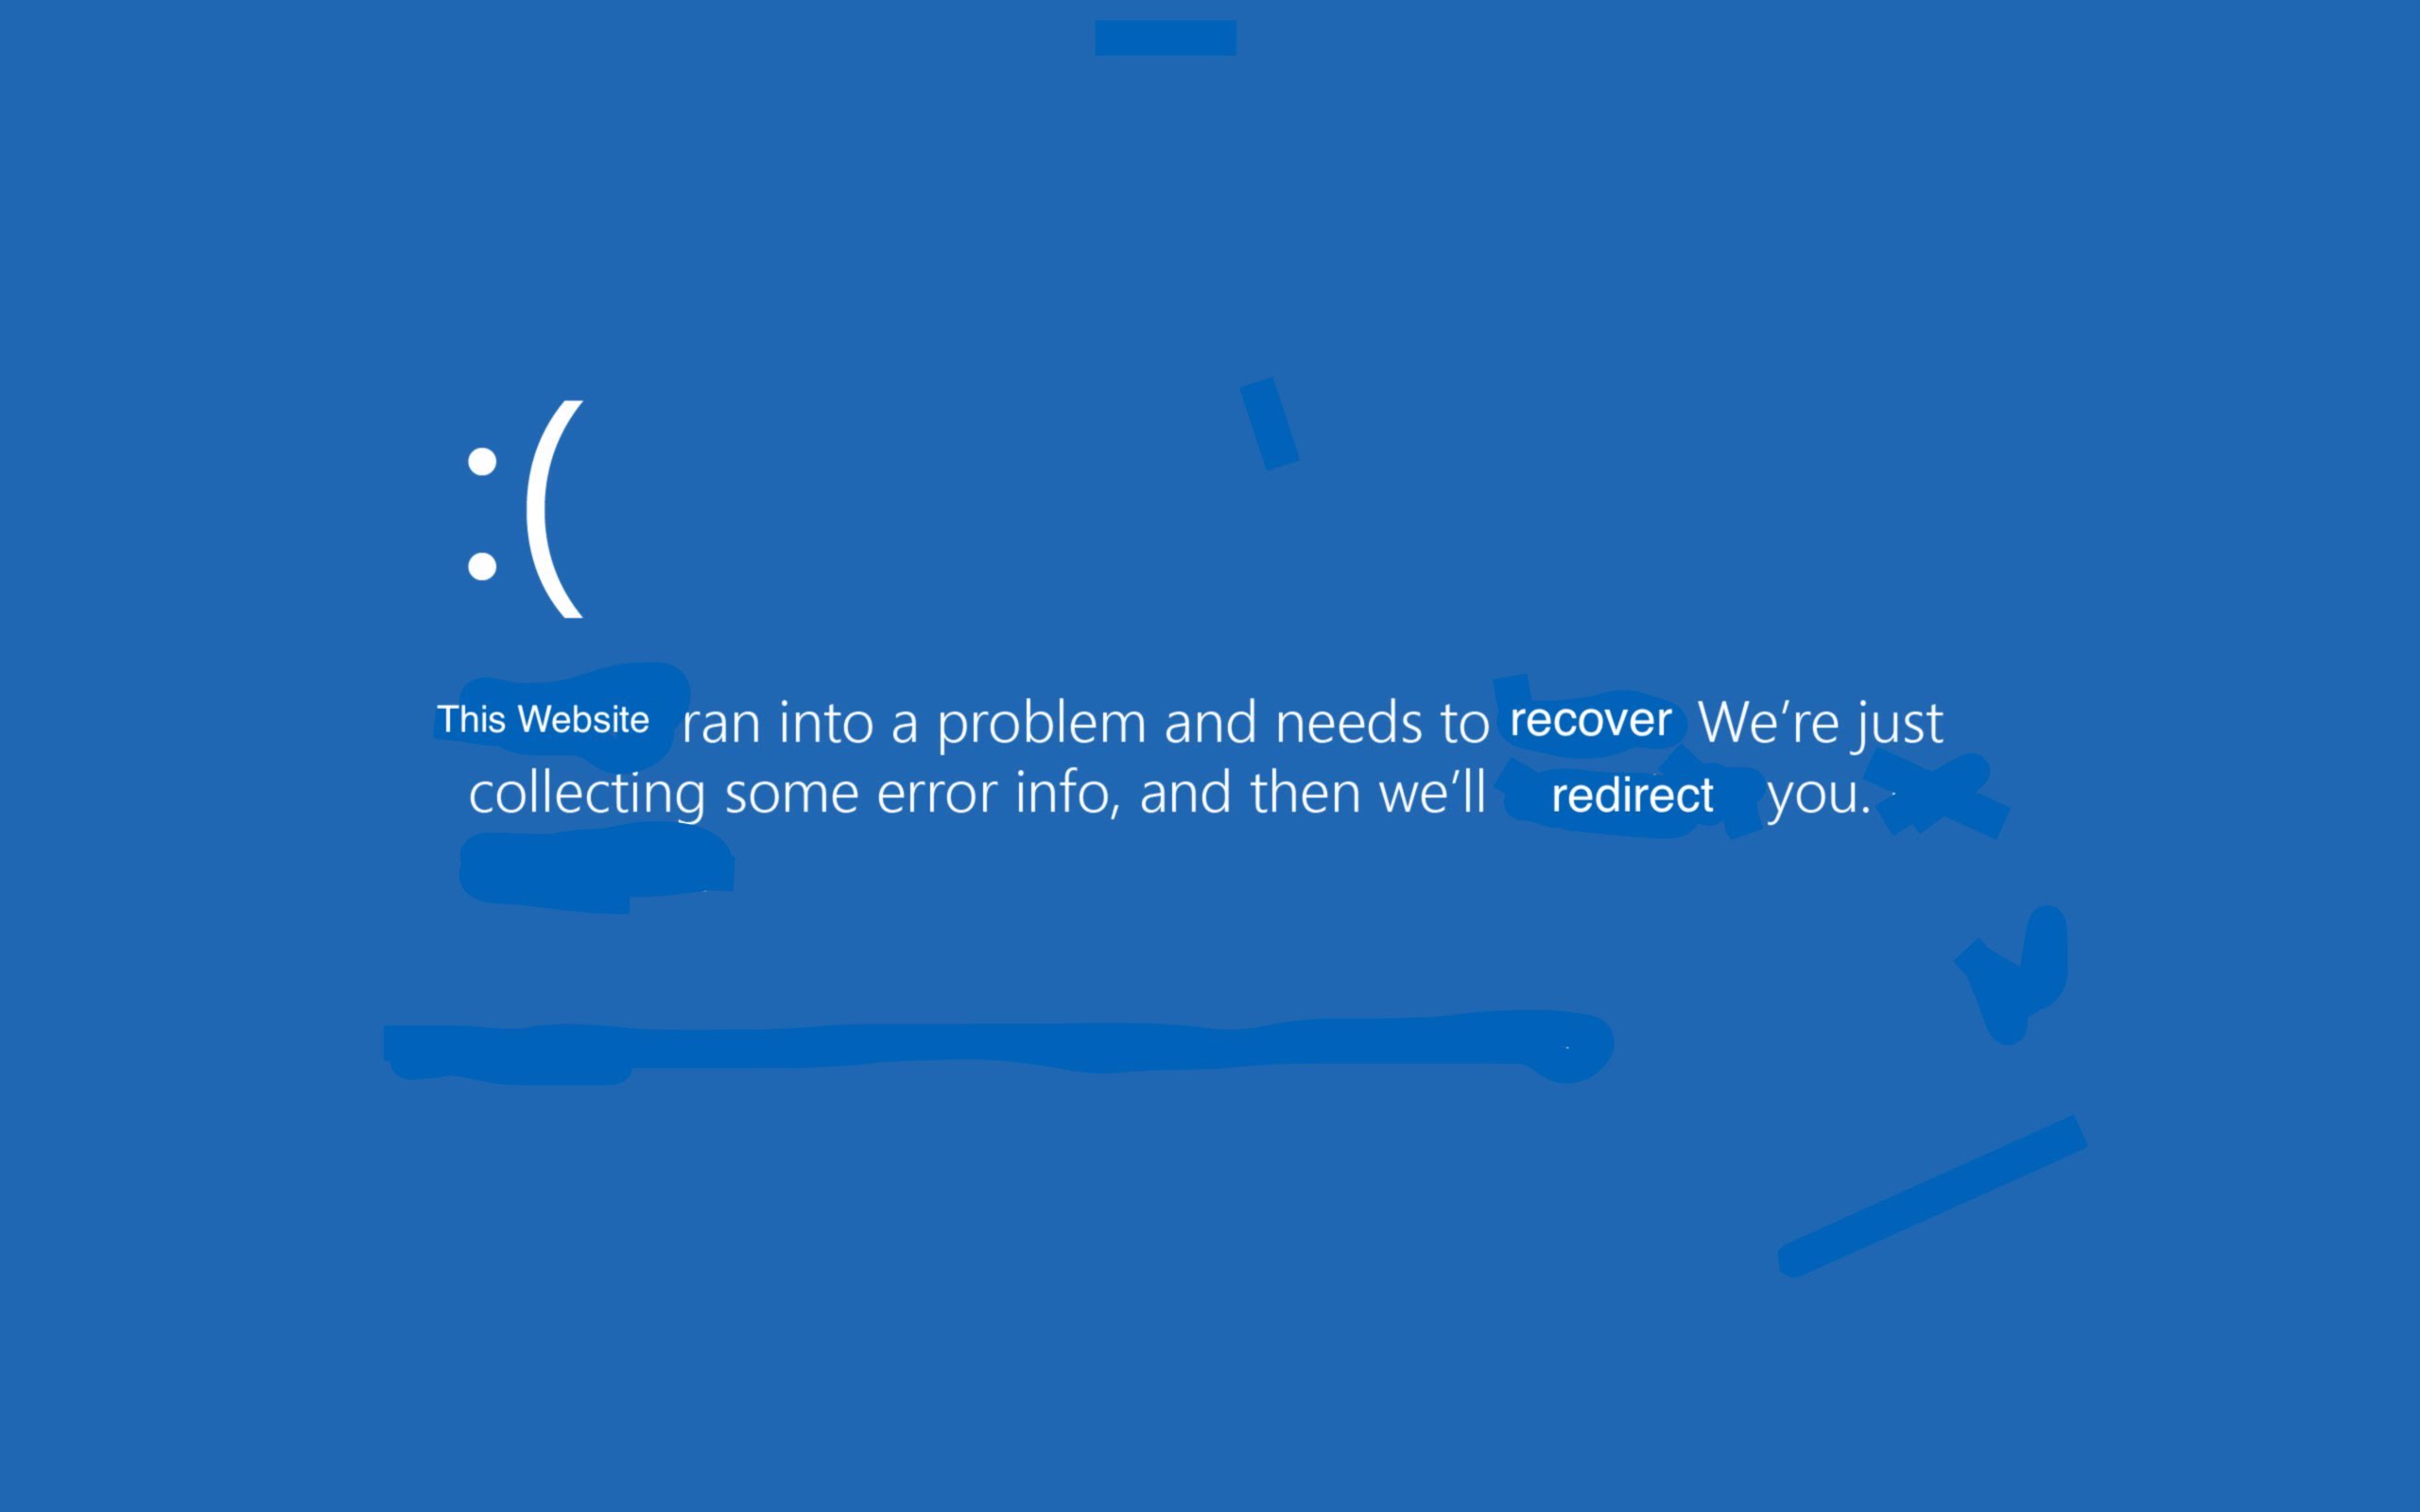 :(
This Website ran into a problem and needs to recover We’re just
collecting some error info, and then we’ll redirect you.